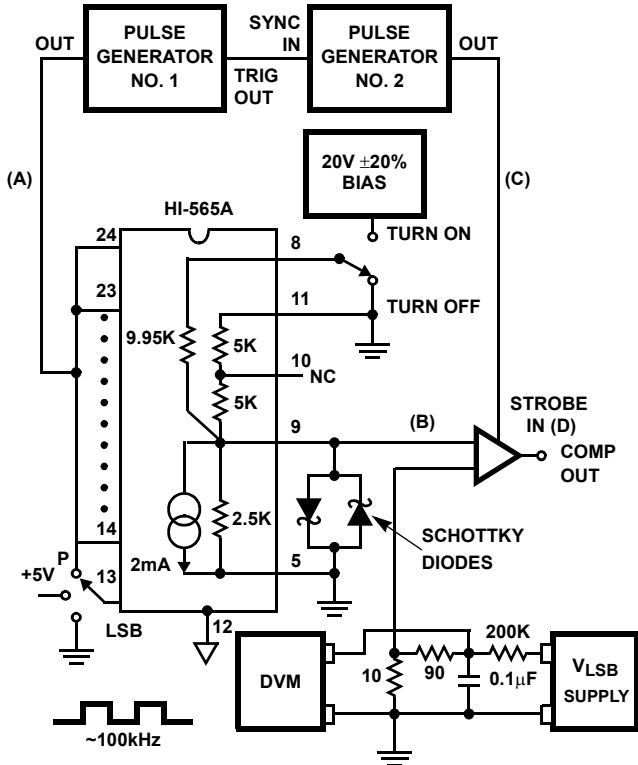 OUT
PULSE
GENERATOR
NO. 1
SYNC
IN
TRIG
OUT
PULSE
GENERATOR
NO. 2
OUT
(A)
20V ±20%
BIAS
(C)
HI-565A
TURN ON
24
8
23
11
TURN OFF
9.95K
5K
10
NC
5K
9
(B)
STROBE
IN (D)
COMP
OUT
14
2.5K
SCHOTTKY
DIODES
P
2mA
5
+5V
13
LSB
12
200K
DVM
10
90
0.1µF
VLSB
SUPPLY
~100kHz